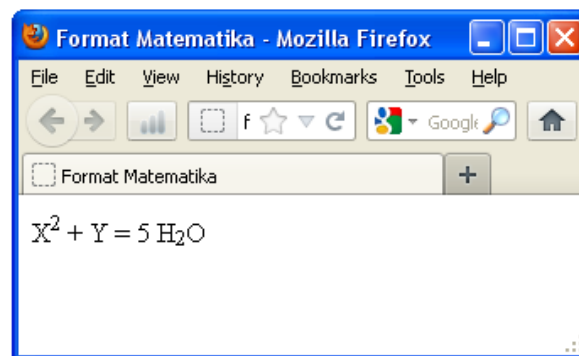 Format Matematika - Mozilla Firefox
File Edit View History Bookmarks Tools Help
f Google
Format Matematika +
X² + Y = 5 H₂O